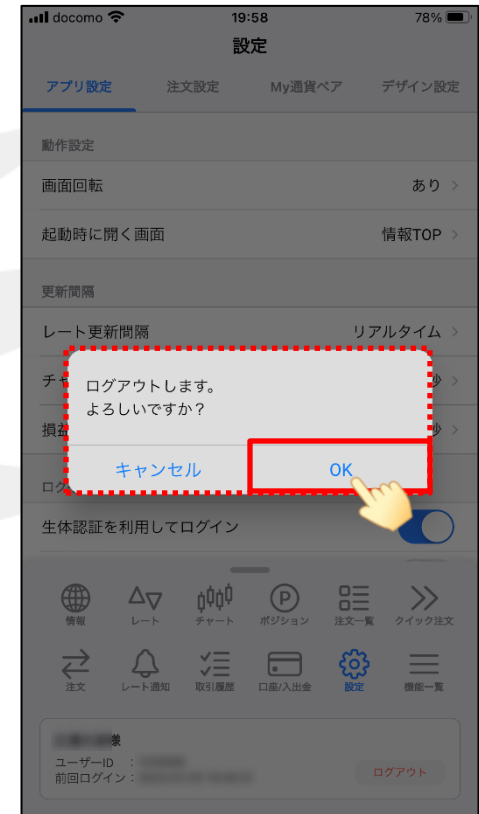 docomo 19:58 78%
設定
アプリ設定 注文設定 My通貨ペア デザイン設定
動作設定
画面回転 あり
起動時に開く画面 情報TOP
更新間隔
レート更新間隔 リアルタイム
チャ 秒
ログアウトします。
よろしいですか？
損益 秒
キャンセル OK
ログ
生体認証を利用してログイン
情報 レート チャート ポジション 注文一覧 クイック注文
注文 レート通知 取引履歴 口座/入出金 設定 機能一覧
様
ユーザーID :
前回ログイン :
ログアウト